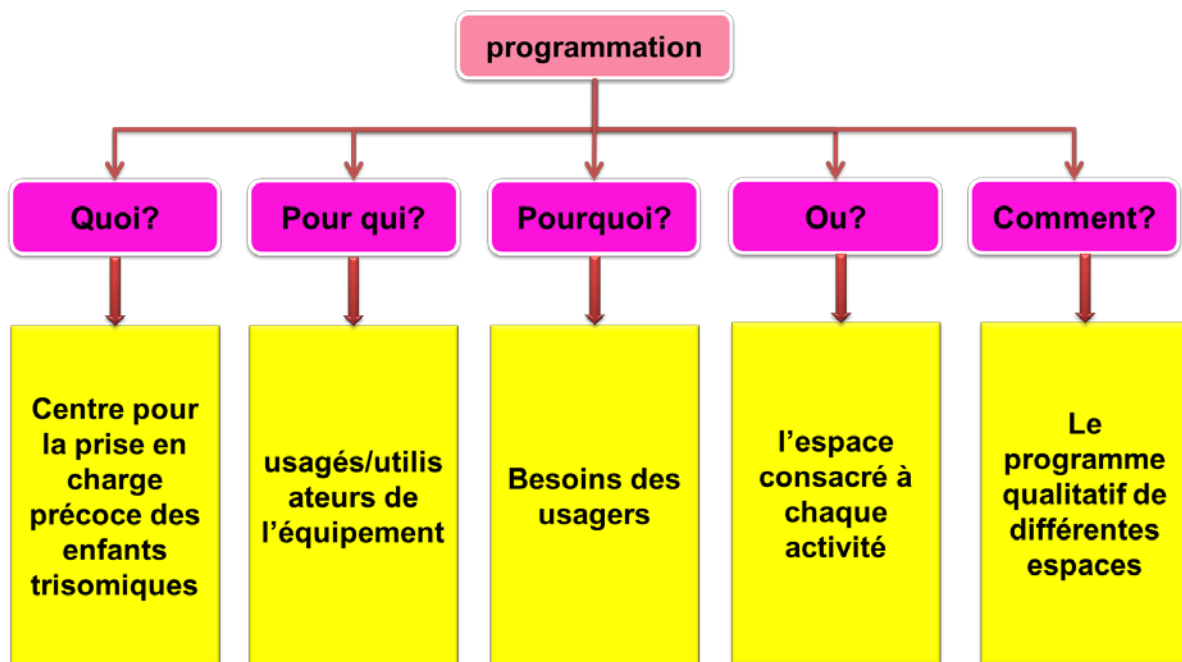 programmation
Quoi?
Pour qui?
Pourquoi?
Ou?
Comment?
Centre pour
la prise en
charge
précoce des
enfants
trisomiques
usagés/utilis
ateurs de
l’équipement
Besoins des
usagers
l’espace
consacré à
chaque
activité
Le
programme
qualitatif de
différentes
espaces